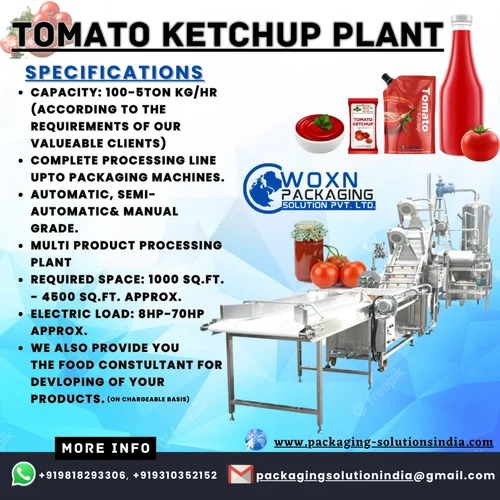 TOMATO KETCHUP PLANT
SPECIFICATIONS
• CAPACITY: 100-5TON KG/HR
(ACCORDING TO THE
REQUIREMENTS OF OUR
VALUEABLE CLIENTS)
• COMPLETE PROCESSING LINE
UPTO PACKAGING MACHINES.
• AUTOMATIC, SEMI-
AUTOMATIC& MANUAL
GRADE.
• MULTI PRODUCT PROCESSING
PLANT
• REQUIRED SPACE: 1000 SQ.FT.
- 4500 SQ.FT. APPROX.
• ELECTRIC LOAD: 8HP-70HP
APPROX.
• WE ALSO PROVIDE YOU
THE FOOD CONSTULTANT FOR
DEVLOPING OF YOUR
PRODUCTS. (ON CHARGEABLE BASIS)
TOMATO
KETCHUP
Tomato
WOXN
PACKAGING
SOLUTION PVT. LTD.
MORE INFO
www.packaging-solutionsindia.com
+919818293306, +919310352152
packagingsolutionindia@gmail.com